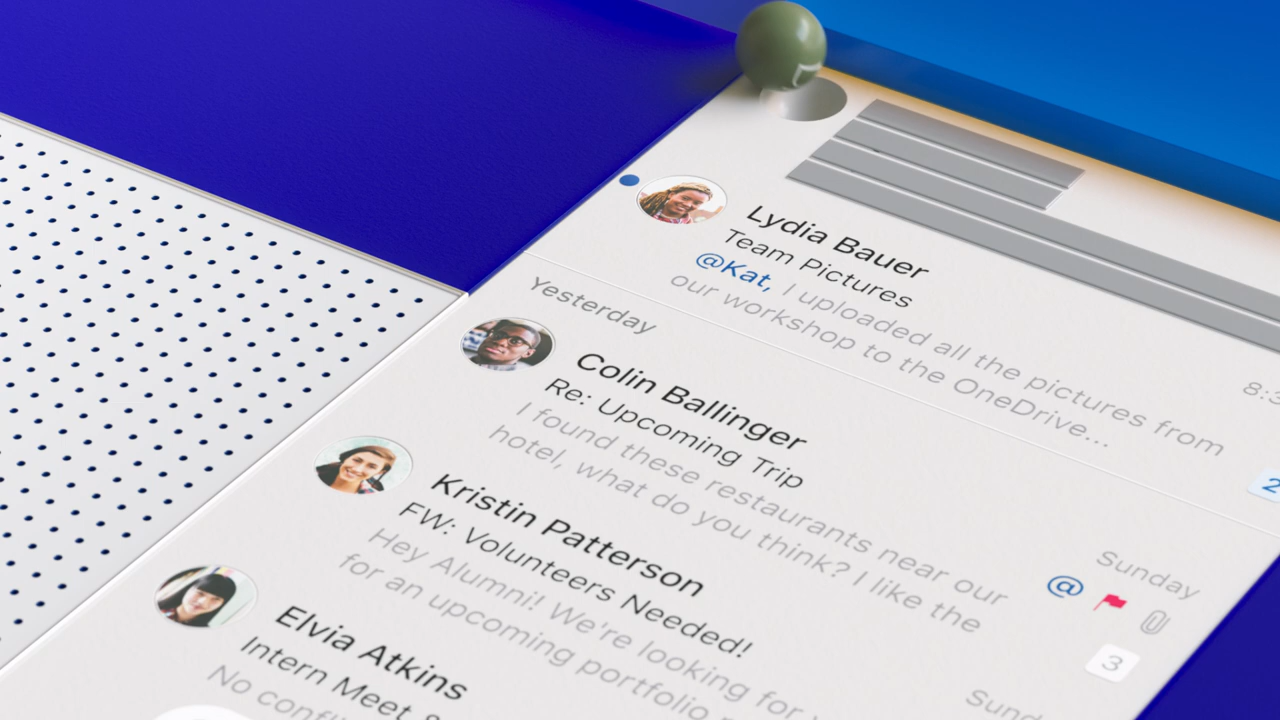 Lydia Bauer
Team Pictures
@Kat, I uploaded all the pictures from
our workshop to the OneDrive...
Yesterday
Colin Ballinger
Re: Upcoming Trip
I found these restaurants near our
hotel, what do you think? I like the
Sunday
@
3
Kristin Patterson
FW: Volunteers Needed!
Hey Alumni! We're looking for
for an upcoming portfolio
Elvia Atkins
Intern Meet &
No
2